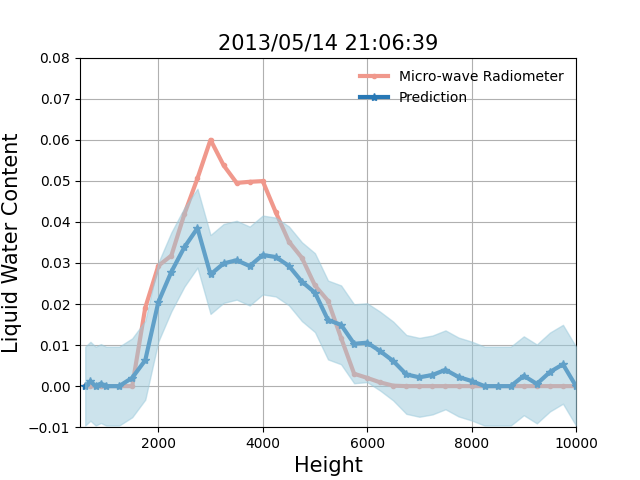 2013/05/14 21:06:39
Liquid Water Content
0.08
0.07
0.06
0.05
0.04
0.03
0.02
0.01
0.00
−0.01
Micro-wave Radiometer
Prediction
2000 4000 6000 8000 10000
Height